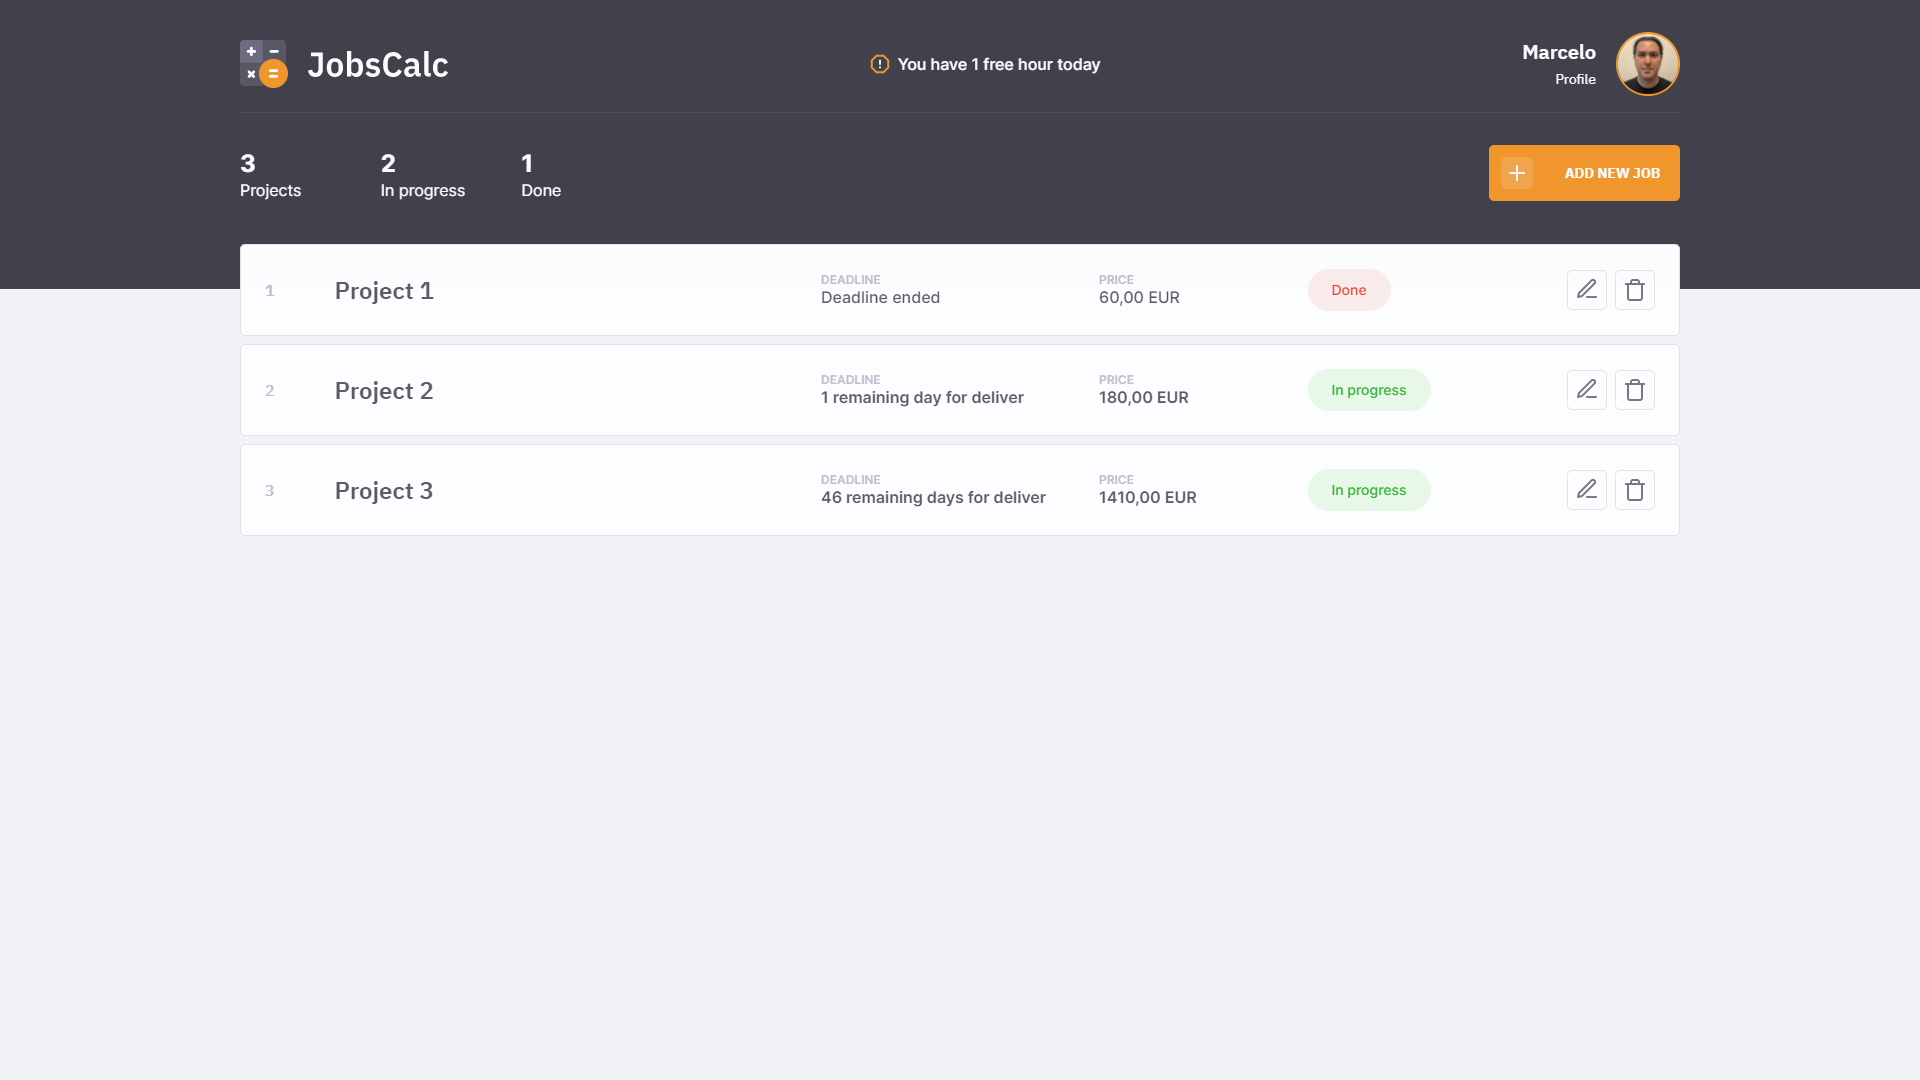 JobsCalc
You have 1 free hour today
Marcelo
Profile
3
Projects
2
In progress
1
Done
ADD NEW JOB
1
Project 1
DEADLINE
Deadline ended
PRICE
60,00 EUR
Done
2
Project 2
DEADLINE
1 remaining day for deliver
PRICE
180,00 EUR
In progress
3
Project 3
DEADLINE
46 remaining days for deliver
PRICE
1410,00 EUR
In progress